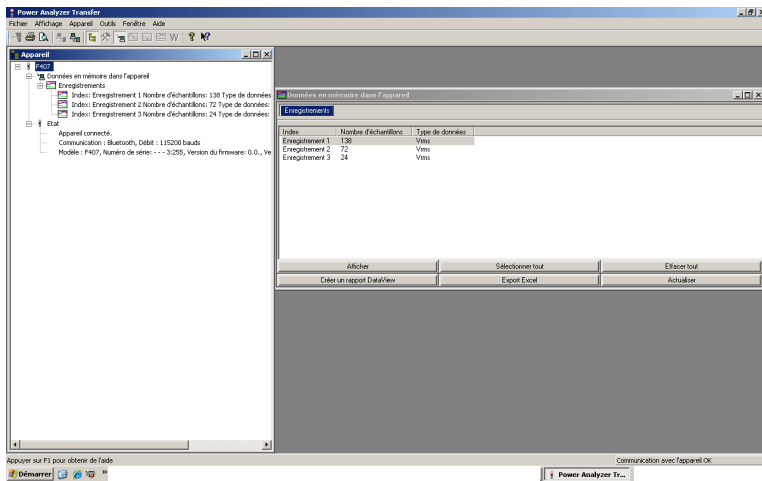 Power Analyzer Transfer
Fichier Affichage Appareil Outils Fenêtre Aide
Appareil
F407
Données en mémoire dans l'appareil
Enregistrements
Index: Enregistrement 1 Nombre d'échantillons: 138 Type de données
Index: Enregistrement 2 Nombre d'échantillons: 72 Type de données:
Index: Enregistrement 3 Nombre d'échantillons: 24 Type de données:
Etat
Appareil connecté.
Communication : Bluetooth, Débit : 115200 bauds
Modèle : F407, Numéro de série: - - - 3:255, Version du firmware: 0.0., Ve
Données en mémoire dans l'appareil
Enregistrements
Index Nombre d'échantillons Type de données
Enregistrement 1 138 Vrms
Enregistrement 2 72 Vrms
Enregistrement 3 24 Vrms
Afficher Sélectionner tout Effacer tout
Créer un rapport DataView Export Excel Actualiser
Appuyer sur F1 pour obtenir de l'aide Communication avec l'appareil OK
Démarrer » Power Analyzer Tr...